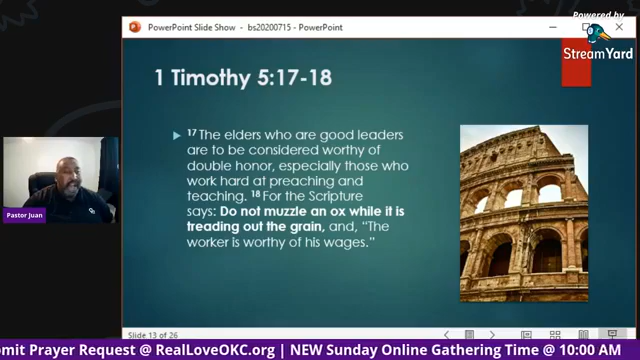 Powered by
StreamYard
PowerPoint Slide Show - bs20200715 - PowerPoint
1 Timothy 5:17-18
17 The elders who are good leaders
are to be considered worthy of
double honor, especially those who
work hard at preaching and
teaching. 18 For the Scripture
says: Do not muzzle an ox while it is
treading out the grain, and, “The
worker is worthy of his wages.”
Pastor Juan
Slide 13 of 26
omit Prayer Request @ RealLoveOKC.org | NEW Sunday Online Gathering Time @ 10:00 AM